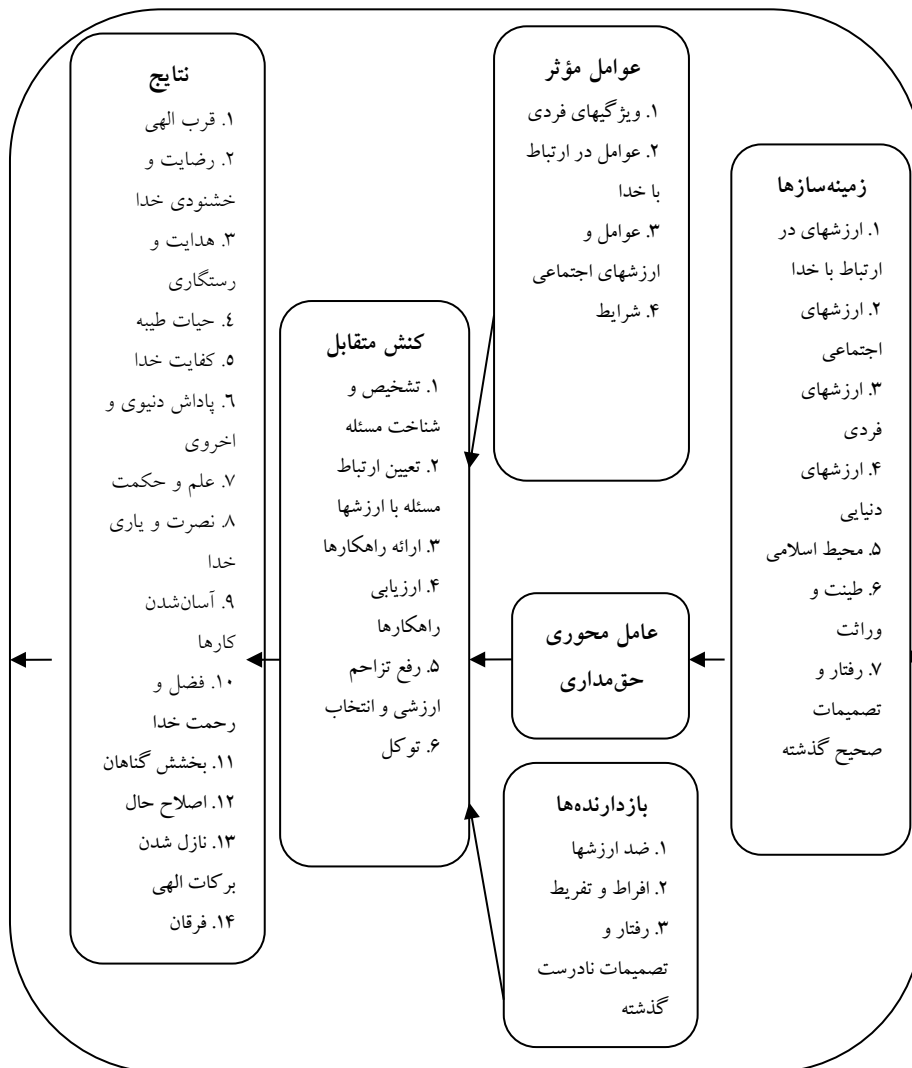 زمینه‌سازها
۱. ارزشهای در
ارتباط با خدا
۲. ارزشهای
اجتماعی
۳. ارزشهای
فردی
۴. ارزشهای
دنیایی
۵. محیط اسلامی
۶. طینت و
وراثت
۷. رفتار و
تصمیمات
صحیح گذشته
عوامل مؤثر
۱. ویژگیهای فردی
۲. عوامل در ارتباط
با خدا
۳. عوامل و
ارزشهای اجتماعی
۴. شرایط
عامل محوری
حق‌مداری
بازدارنده‌ها
۱. ضد ارزشها
۲. افراط و تفریط
۳. رفتار و
تصمیمات نادرست
گذشته
کنش متقابل
۱. تشخیص و
شناخت مسئله
۲. تعیین ارتباط
مسئله با ارزشها
۳. ارائه راهکارها
۴. ارزیابی
راهکارها
۵. رفع تزاحم
ارزشی و انتخاب
۶. توکل
نتایج
۱. قرب الهی
۲. رضایت و
خشنودی خدا
۳. هدایت و
رستگاری
٤. حیات طیبه
۵. کفایت خدا
٦. پاداش دنیوی و
اخروی
۷. علم و حکمت
۸. نصرت و یاری
خدا
۹. آسان‌شدن
کارها
۱۰. فضل و
رحمت خدا
۱۱. بخشش گناهان
۱۲. اصلاح حال
۱۳. نازل شدن
برکات الهی
۱۴. فرقان